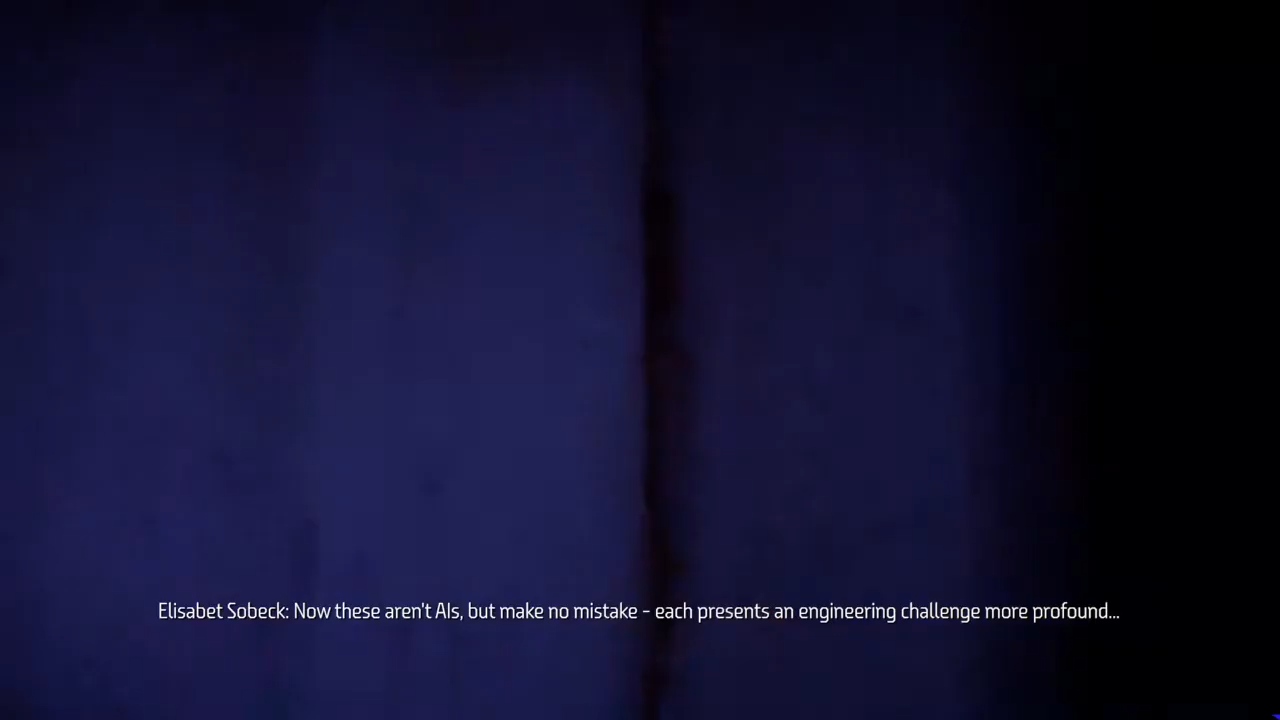 Elisabet Sobeck: Now these aren't AIs, but make no mistake - each presents an engineering challenge more profound...